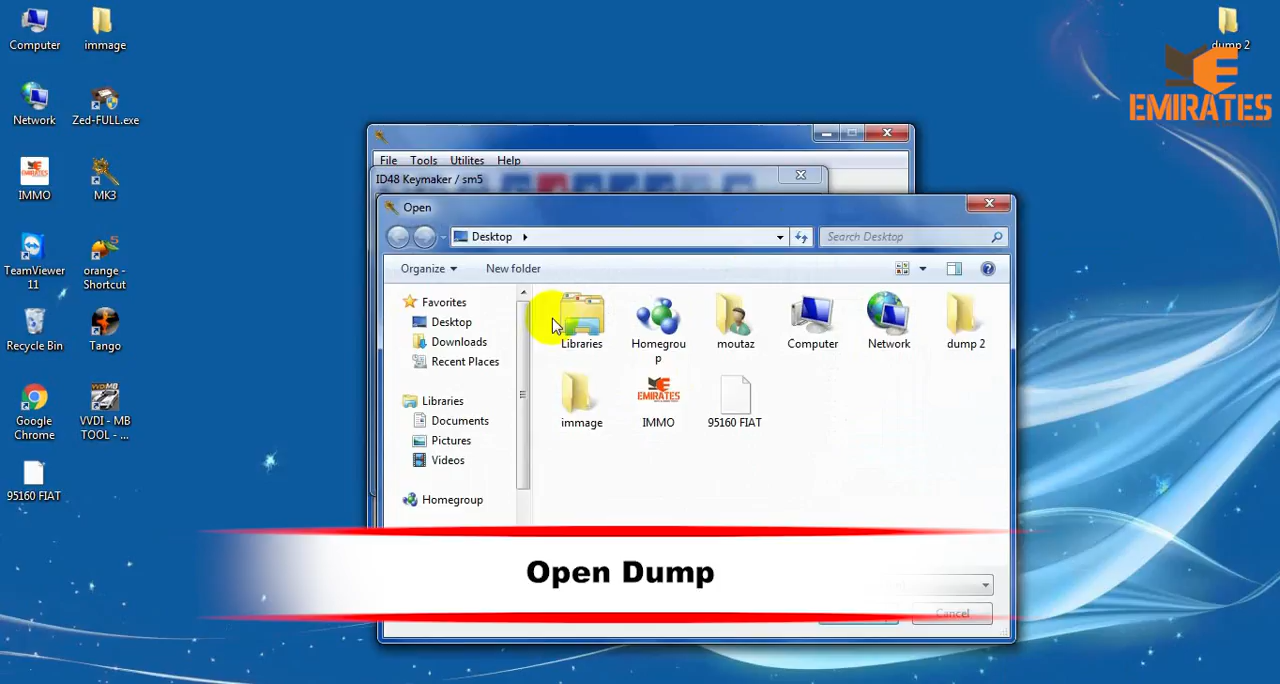 Computer
immage
dump 2
EMIRATES
Network
Zed-FULL.exe
IMMO
MK3
TeamViewer
11
orange -
Shortcut
Recycle Bin
Tango
Google
Chrome
VVDI - MB
TOOL - ...
95160 FIAT
File Tools Utilites Help
ID48 Keymaker / sm5
Open
Desktop
Search Desktop
Organize
New folder
Favorites
Desktop
Downloads
Recent Places
Libraries
Documents
Pictures
Videos
Homegroup
Libraries
Homegrou
p
moutaz
Computer
Network
dump 2
immage
EMIRATES
IMMO
95160 FIAT
Open Dump
Cancel